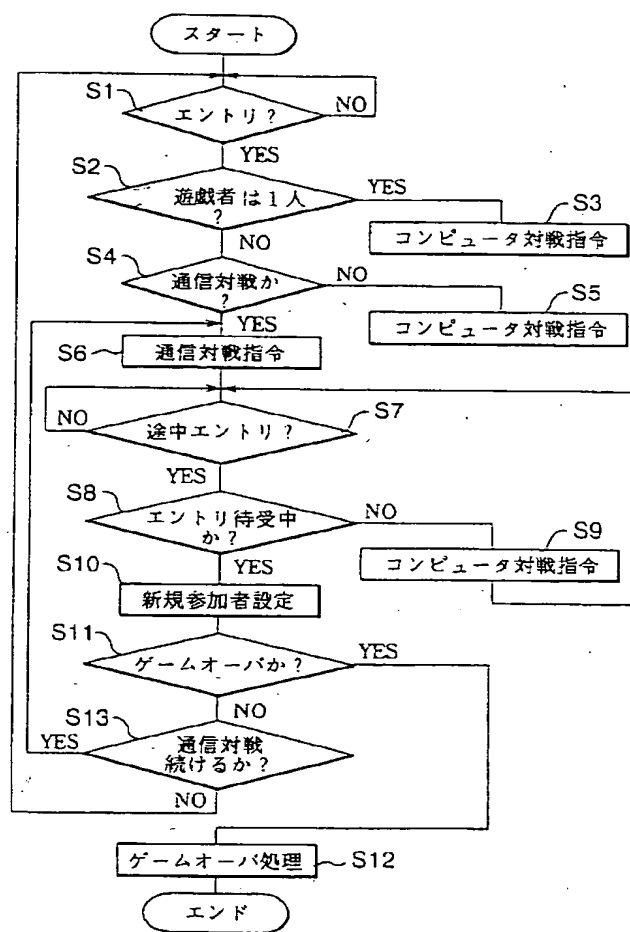 スタート
S1
エントリ？
NO
YES
S2
遊戯者は１人
？
YES
S3
コンピュータ対戦指令
NO
S4
通信対戦か
？
NO
S5
コンピュータ対戦指令
YES
S6
通信対戦指令
S7
NO
途中エントリ？
YES
S8
エントリ待受中
か？
NO
S9
コンピュータ対戦指令
YES
S10
新規参加者設定
S11
ゲームオーバか？
YES
NO
S13
YES
通信対戦
続けるか？
NO
ゲームオーバ処理
S12
エンド